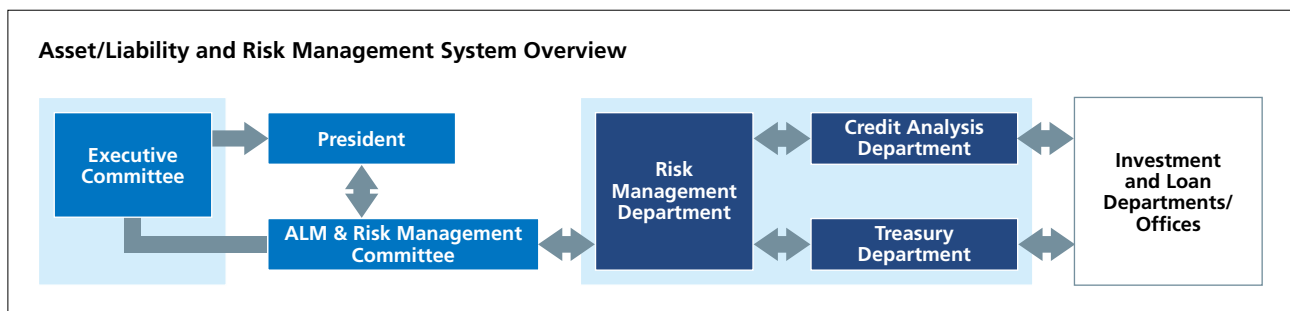 Asset/Liability and Risk Management System Overview
Executive
Committee
President
ALM & Risk Management
Committee
Risk
Management
Department
Credit Analysis
Department
Treasury
Department
Investment
and Loan
Departments/
Offices